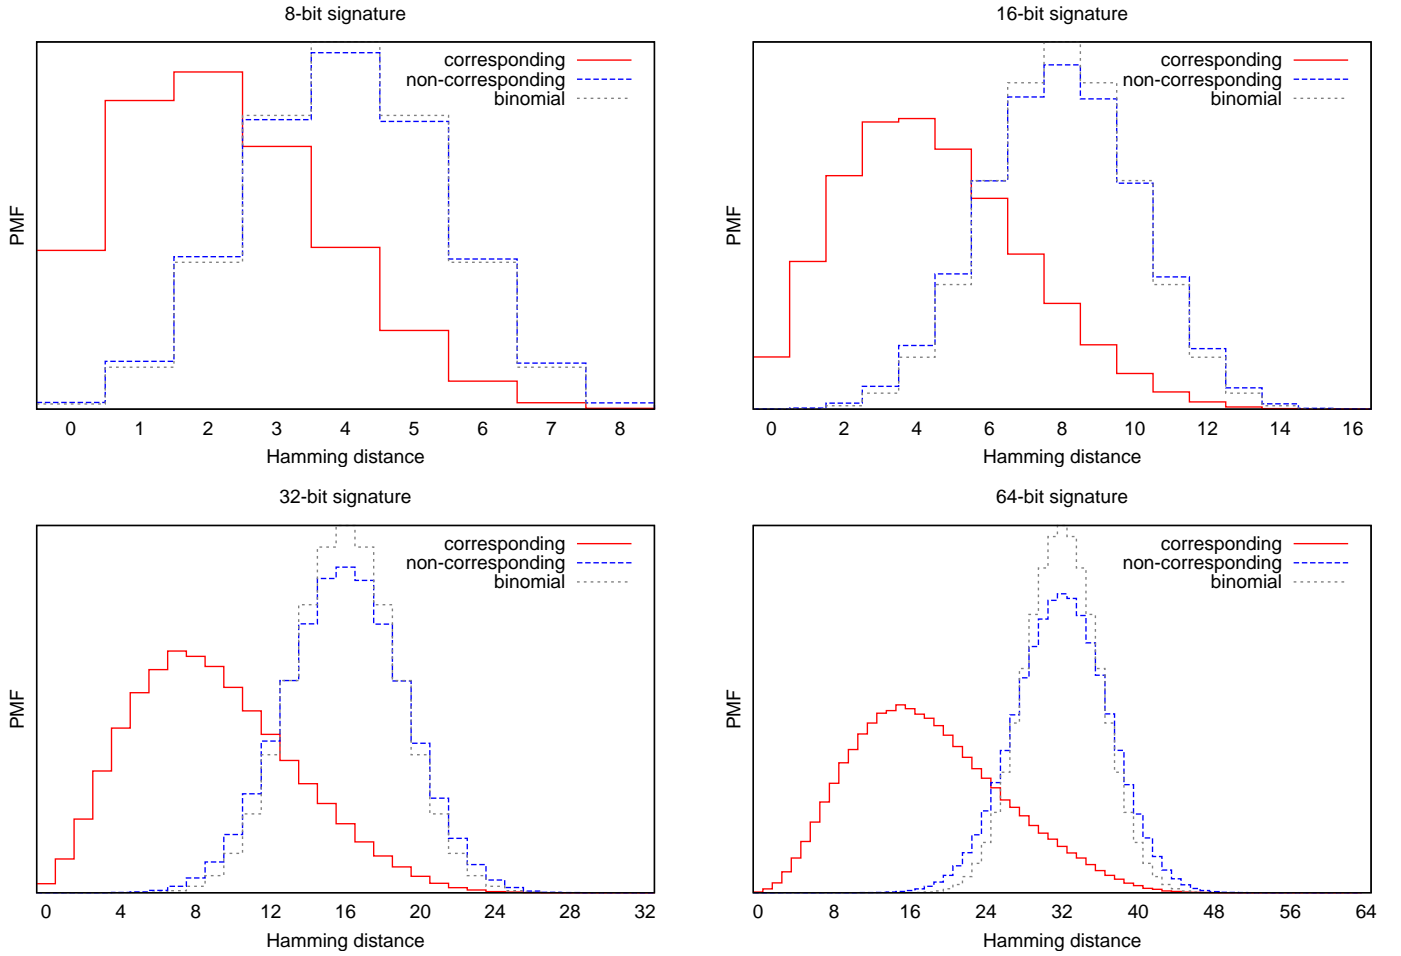 8-bit signature
corresponding
non-corresponding
binomial
PMF
0 1 2 3 4 5 6 7 8
Hamming distance
16-bit signature
corresponding
non-corresponding
binomial
PMF
0 2 4 6 8 10 12 14 16
Hamming distance
32-bit signature
corresponding
non-corresponding
binomial
PMF
0 4 8 12 16 20 24 28 32
Hamming distance
64-bit signature
corresponding
non-corresponding
binomial
PMF
0 8 16 24 32 40 48 56 64
Hamming distance